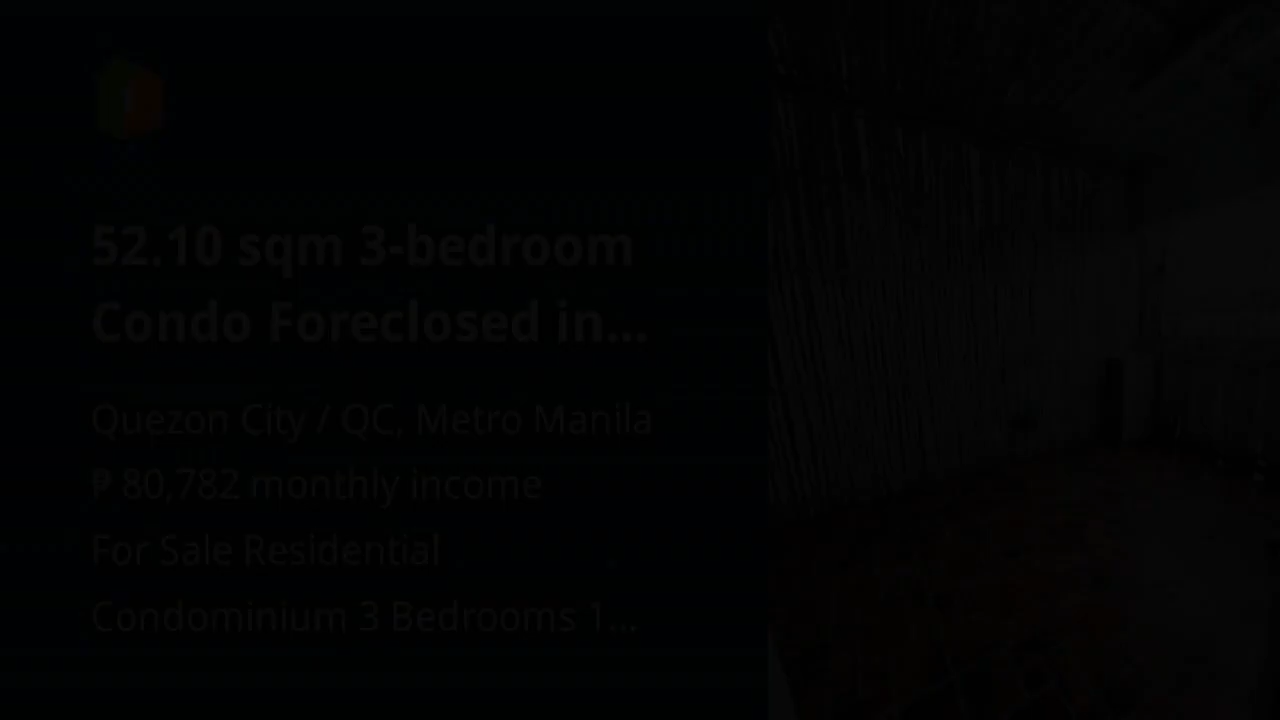 52.10 sqm 3-bedroom
Condo Foreclosed in...
Quezon City / QC, Metro Manila
₱ 80,782 monthly income
For Sale Residential
Condominium 3 Bedrooms 1...